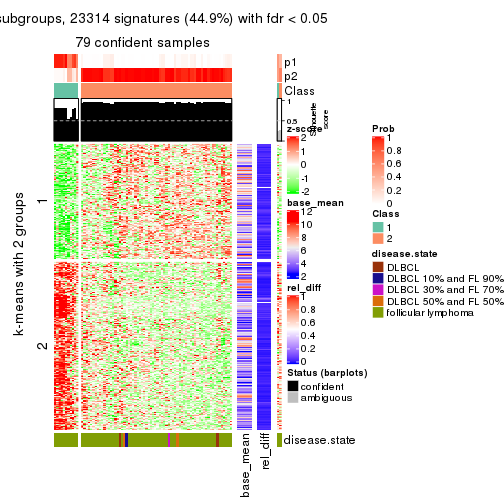 subgroups, 23314 signatures (44.9%) with fdr < 0.05
79 confident samples
p1
p2
Class
1
0.5
0
Silhouette
score
k-means with 2 groups
1
2
base_mean
rel_diff
disease.state
z-score
2
1
0
-1
-2
base_mean
12
10
8
6
4
2
rel_diff
1
0.8
0.6
0.4
0.2
0
Status (barplots)
confident
ambiguous
Prob
1
0.8
0.6
0.4
0.2
0
Class
1
2
disease.state
DLBCL
DLBCL 10% and FL 90%
DLBCL 30% and FL 70%
DLBCL 50% and FL 50%
follicular lymphoma